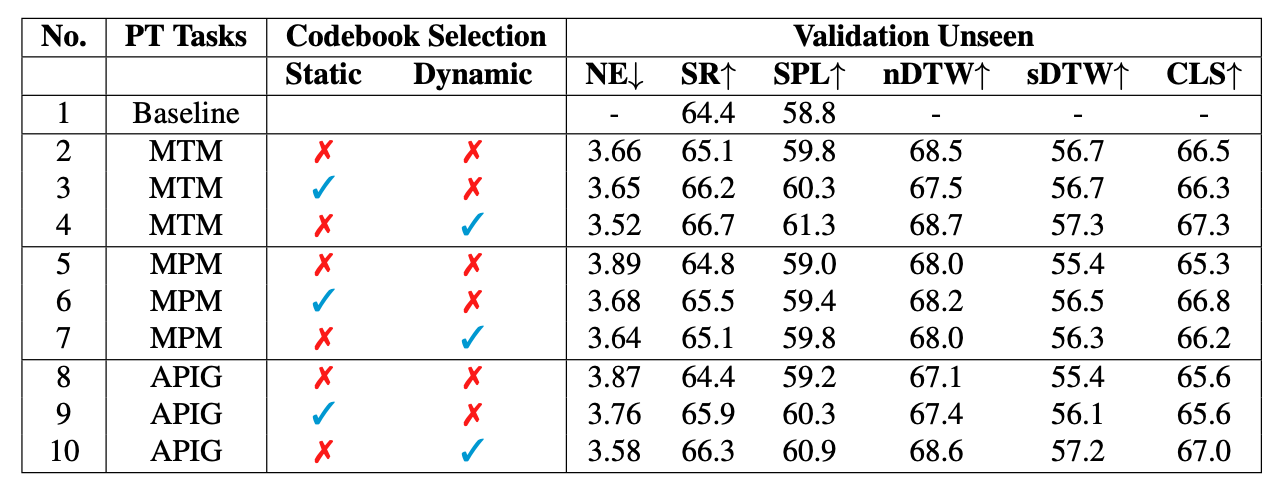 No. PT Tasks Codebook Selection Validation Unseen
Static Dynamic NE↓ SR↑ SPL↑ nDTW↑ sDTW↑ CLS↑
1 Baseline - 64.4 58.8 - - -
2 MTM ✗ ✗ 3.66 65.1 59.8 68.5 56.7 66.5
3 MTM ✓ ✗ 3.65 66.2 60.3 67.5 56.7 66.3
4 MTM ✗ ✓ 3.52 66.7 61.3 68.7 57.3 67.3
5 MPM ✗ ✗ 3.89 64.8 59.0 68.0 55.4 65.3
6 MPM ✓ ✗ 3.68 65.5 59.4 68.2 56.5 66.8
7 MPM ✗ ✓ 3.64 65.1 59.8 68.0 56.3 66.2
8 APIG ✗ ✗ 3.87 64.4 59.2 67.1 55.4 65.6
9 APIG ✓ ✗ 3.76 65.9 60.3 67.4 56.1 65.6
10 APIG ✗ ✓ 3.58 66.3 60.9 68.6 57.2 67.0